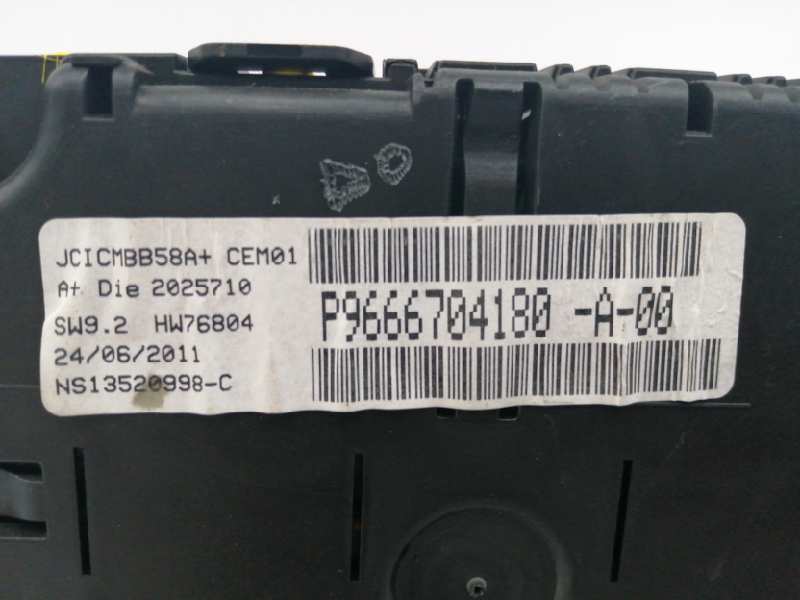 JCICMBB58A+ CEM01
A+ Die 2025710
SW9.2 HW76804
24/06/2011
NS13520998-C
P9666704180 -A-00